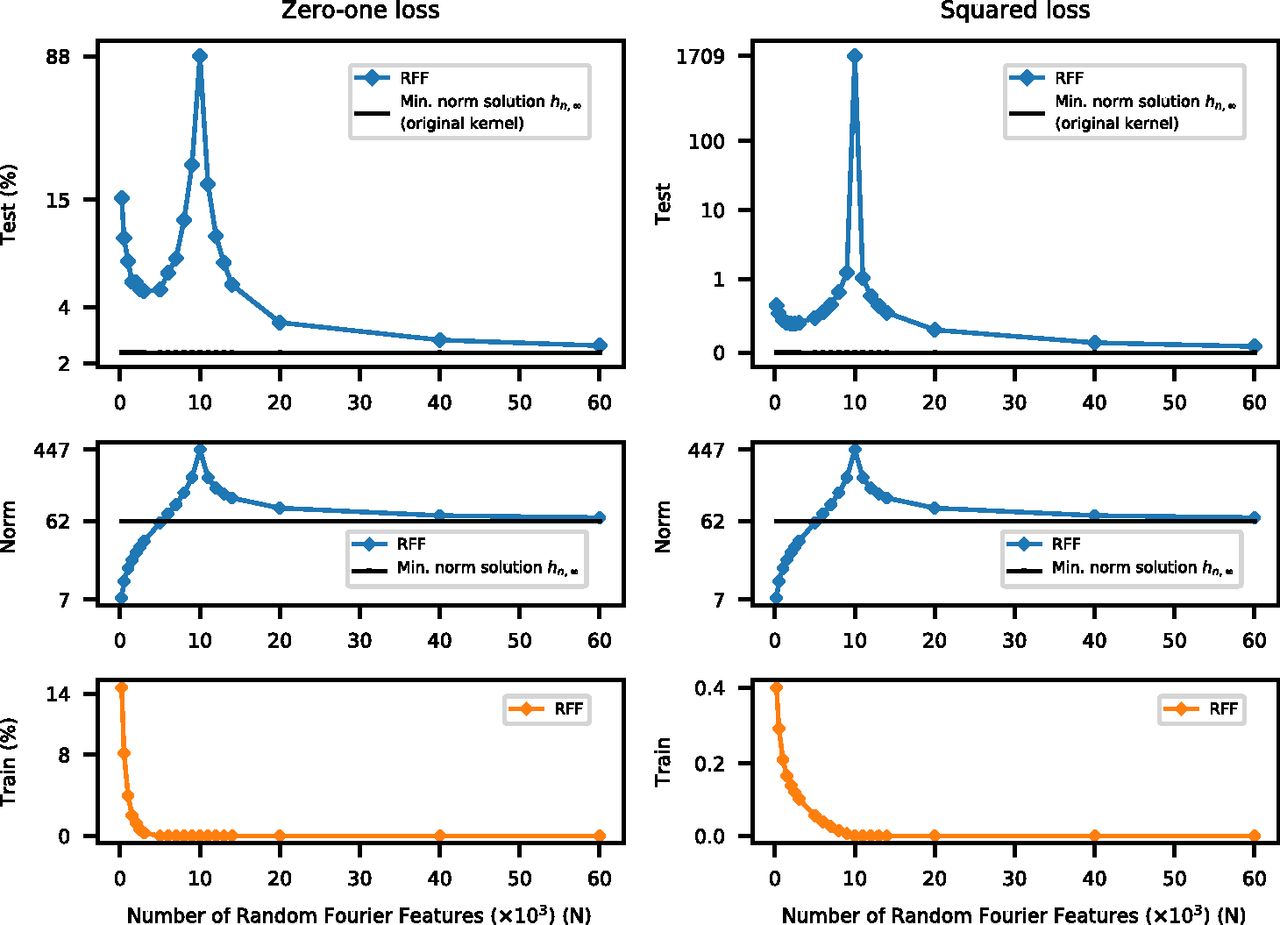 Zero-one loss
88
15
4
2
Test (%)
RFF
Min. norm solution hₙ,∞
(original kernel)
0 10 20 30 40 50 60
Squared loss
1709
100
10
1
0
Test
RFF
Min. norm solution hₙ,∞
(original kernel)
0 10 20 30 40 50 60
447
62
7
Norm
RFF
Min. norm solution hₙ,∞
0 10 20 30 40 50 60
447
62
7
Norm
RFF
Min. norm solution hₙ,∞
0 10 20 30 40 50 60
14
8
0
Train (%)
RFF
0 10 20 30 40 50 60
Number of Random Fourier Features (×10³) (N)
0.4
0.2
0.0
Train
RFF
0 10 20 30 40 50 60
Number of Random Fourier Features (×10³) (N)